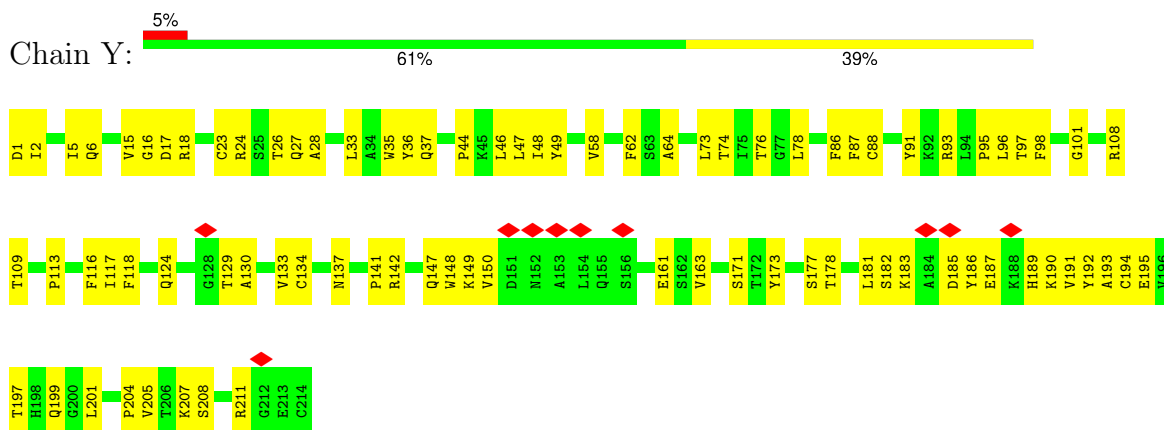 5%
Chain Y:
61% 39%
D1 I2 I5 Q6 V15 G16 D17 R18 C23 R24 S25 T26 Q27 A28 L33 A34 W35 Y36 Q37 P44 K45 L46 L47 I48 Y49 V58 F62 S63 A64 L73 T74 I75 T76 G77 L78 F86 F87 C88 Y91 K92 R93 L94 P95 L96 T97 F98 G101 R108
T109 P113 F116 I117 F118 Q124 G128 T129 A130 V133 C134 N137 P141 R142 Q147 W148 K149 V150 D151 N152 A153 L154 Q155 S156 E161 S162 V163 S171 T172 Y173 S177 T178 L181 S182 K183 A184 D185 Y186 E187 K188 H189 K190 V191 Y192 A193 C194 E195 V196
T197 H198 Q199 G200 L201 P204 V205 T206 K207 S208 R211 G212 E213 C214